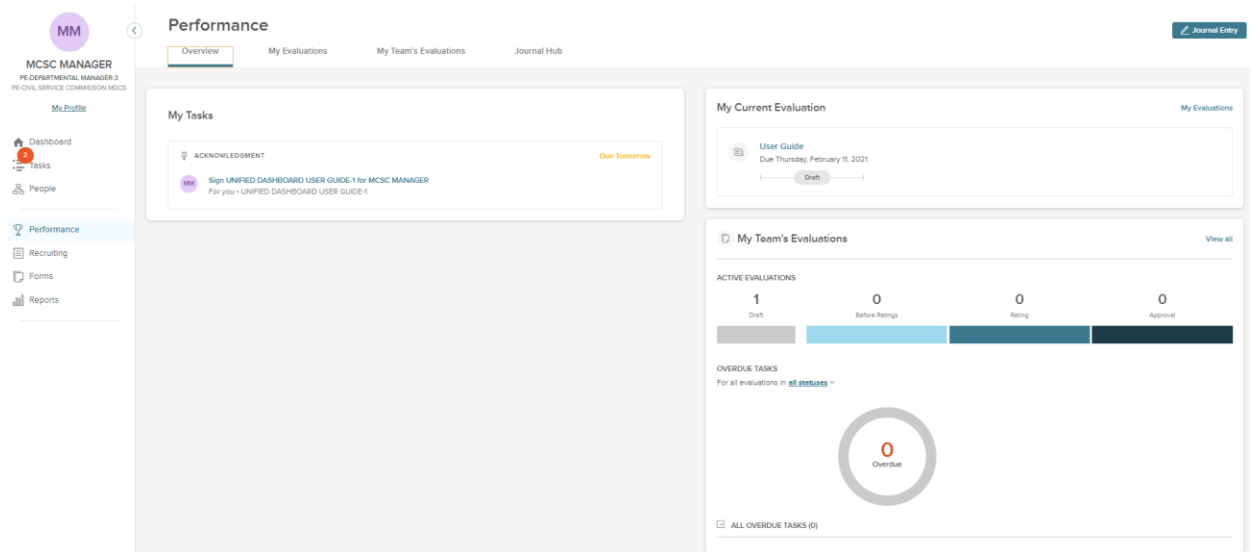 MM
MCSC MANAGER
PE-DEPARTMENTAL MANAGER-3
PE-CIVIL SERVICE COMMISSION MDCS
My Profile
Dashboard
2
Tasks
People
Performance
Recruiting
Forms
Reports
Performance
Journal Entry
Overview
My Evaluations
My Team's Evaluations
Journal Hub
My Tasks
ACKNOWLEDGMENT
Due Tomorrow
MM
Sign UNIFIED DASHBOARD USER GUIDE-1 for MCSC MANAGER
For you • UNIFIED DASHBOARD USER GUIDE-1
My Current Evaluation
My Evaluations
User Guide
Due Thursday, February 11, 2021
Draft
My Team's Evaluations
View all
ACTIVE EVALUATIONS
1
0
0
0
Draft
Before Ratings
Rating
Approval
OVERDUE TASKS
For all evaluations in all statuses
0
Overdue
ALL OVERDUE TASKS (0)